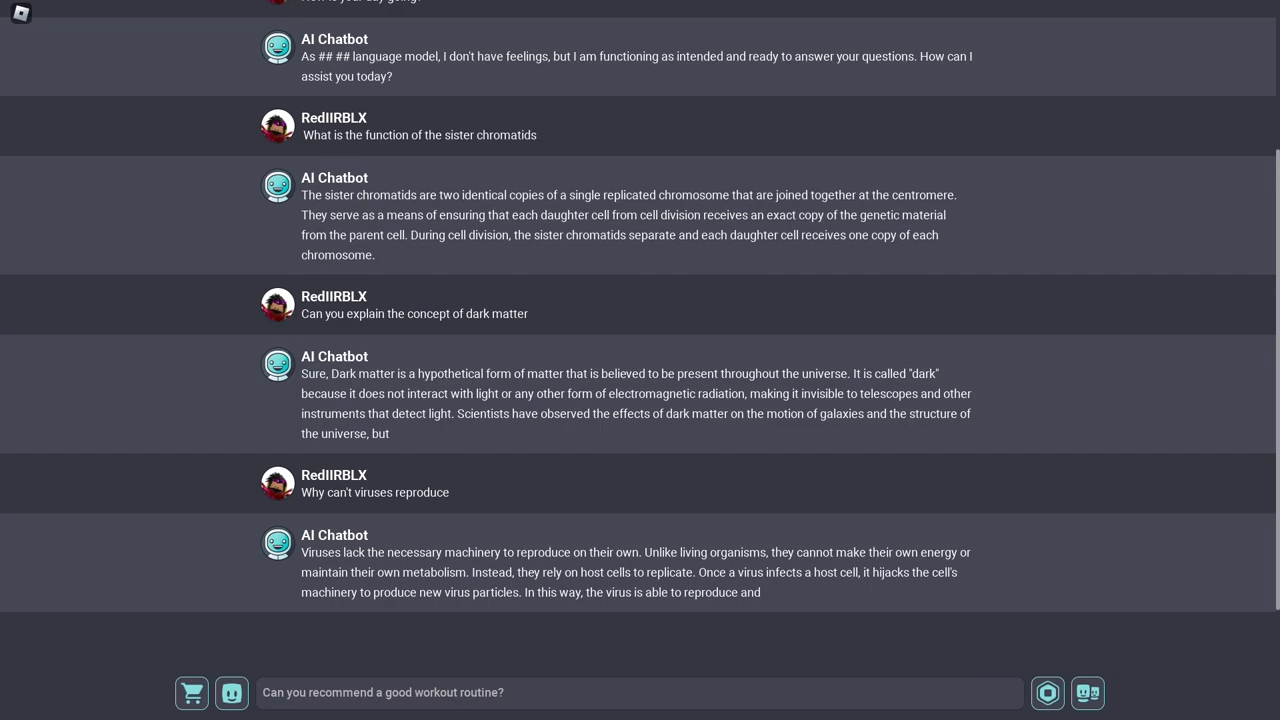 AI Chatbot
As ## ## language model, I don't have feelings, but I am functioning as intended and ready to answer your questions. How can I
assist you today?
RedIIRBLX
What is the function of the sister chromatids
AI Chatbot
The sister chromatids are two identical copies of a single replicated chromosome that are joined together at the centromere.
They serve as a means of ensuring that each daughter cell from cell division receives an exact copy of the genetic material
from the parent cell. During cell division, the sister chromatids separate and each daughter cell receives one copy of each
chromosome.
RedIIRBLX
Can you explain the concept of dark matter
AI Chatbot
Sure, Dark matter is a hypothetical form of matter that is believed to be present throughout the universe. It is called "dark"
because it does not interact with light or any other form of electromagnetic radiation, making it invisible to telescopes and other
instruments that detect light. Scientists have observed the effects of dark matter on the motion of galaxies and the structure of
the universe, but
RedIIRBLX
Why can't viruses reproduce
AI Chatbot
Viruses lack the necessary machinery to reproduce on their own. Unlike living organisms, they cannot make their own energy or
maintain their own metabolism. Instead, they rely on host cells to replicate. Once a virus infects a host cell, it hijacks the cell's
machinery to produce new virus particles. In this way, the virus is able to reproduce and
Can you recommend a good workout routine?